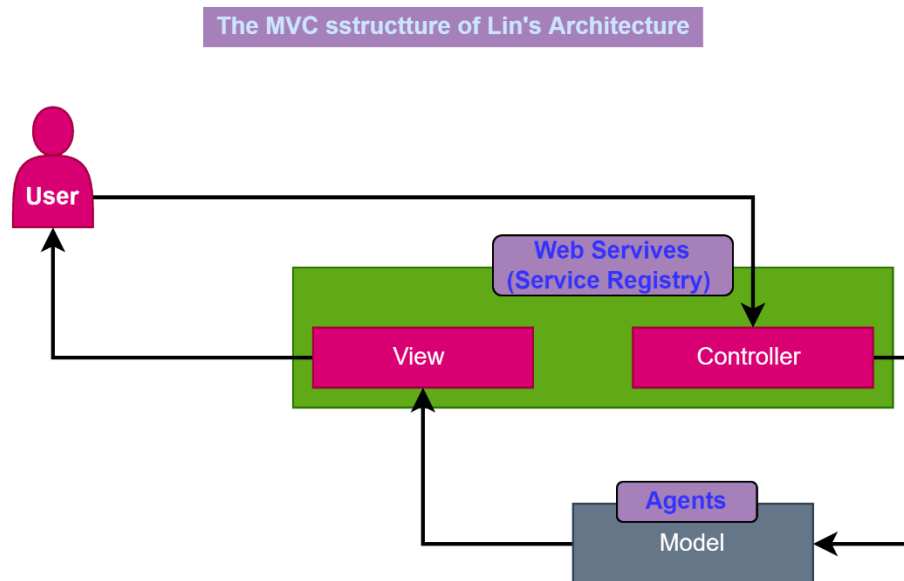 The MVC sstructture of Lin's Architecture
User
Web Servives
(Service Registry)
View
Controller
Agents
Model